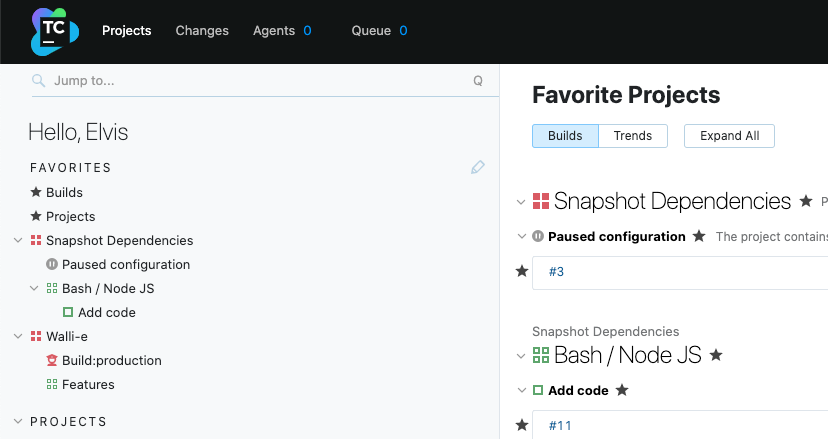 TC
Projects Changes Agents 0 Queue 0
Jump to... Q
Hello, Elvis
FAVORITES
Builds
Projects
Snapshot Dependencies
Paused configuration
Bash / Node JS
Add code
Walli-e
Build:production
Features
PROJECTS
Favorite Projects
Builds Trends Expand All
Snapshot Dependencies P
Paused configuration The project contains
#3
Snapshot Dependencies
Bash / Node JS
Add code
#11